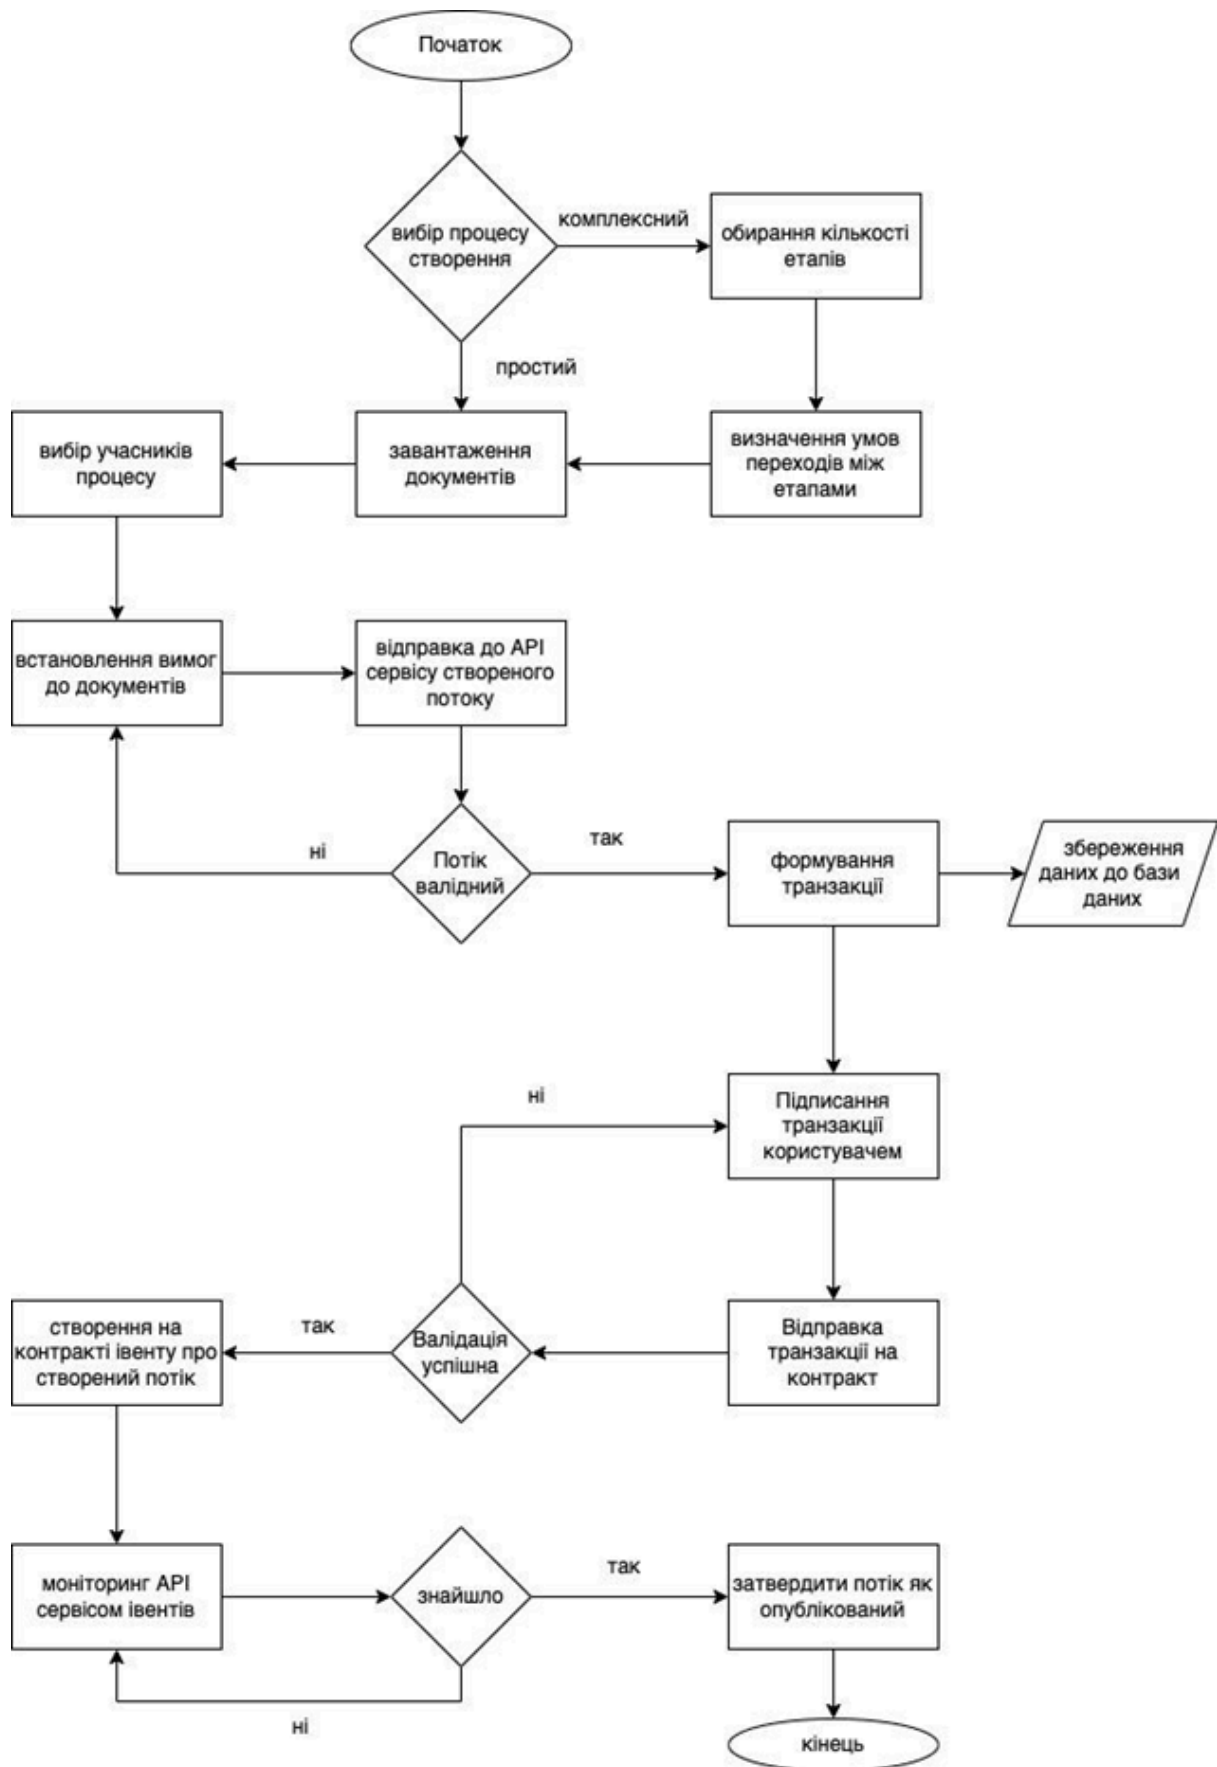 Початок
вибір процесу
створення
комплексний
обирання кількості
етапів
простий
вибір учасників
процесу
завантаження
документів
визначення умов
переходів між
етапами
встановлення вимог
до документів
відправка до API
сервісу створеного
потоку
ні
Потік
валідний
так
формування
транзакції
збереження
даних до бази
даних
ні
Підписання
транзакції
користувачем
створення на
контракті івенту про
створений потік
так
Валідація
успішна
Відправка
транзакції на
контракт
моніторинг API
сервісом івентів
знайшло
так
затвердити потік як
опублікований
ні
кінець